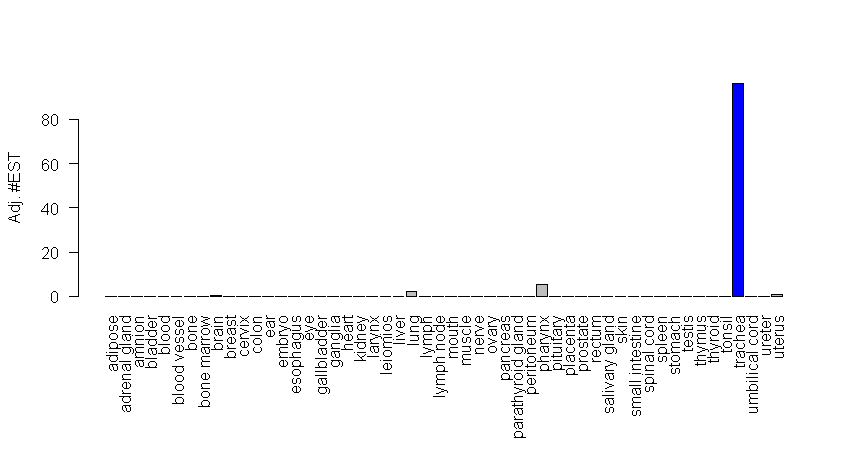 Adj. #EST
80
60
40
20
0
adipose
adrenal gland
amnion
bladder
blood
blood vessel
bone
bone marrow
brain
breast
cervix
colon
ear
embryo
esophagus
eye
gallbladder
ganglia
heart
kidney
larynx
leiomios
liver
lung
lymph
lymph node
mouth
muscle
nerve
ovary
pancreas
parathyroid gland
peritoneum
pharynx
pituitary
placenta
prostate
rectum
salivary gland
skin
small intestine
spinal cord
spleen
stomach
testis
thymus
thyroid
tonsil
trachea
umbilical cord
ureter
uterus